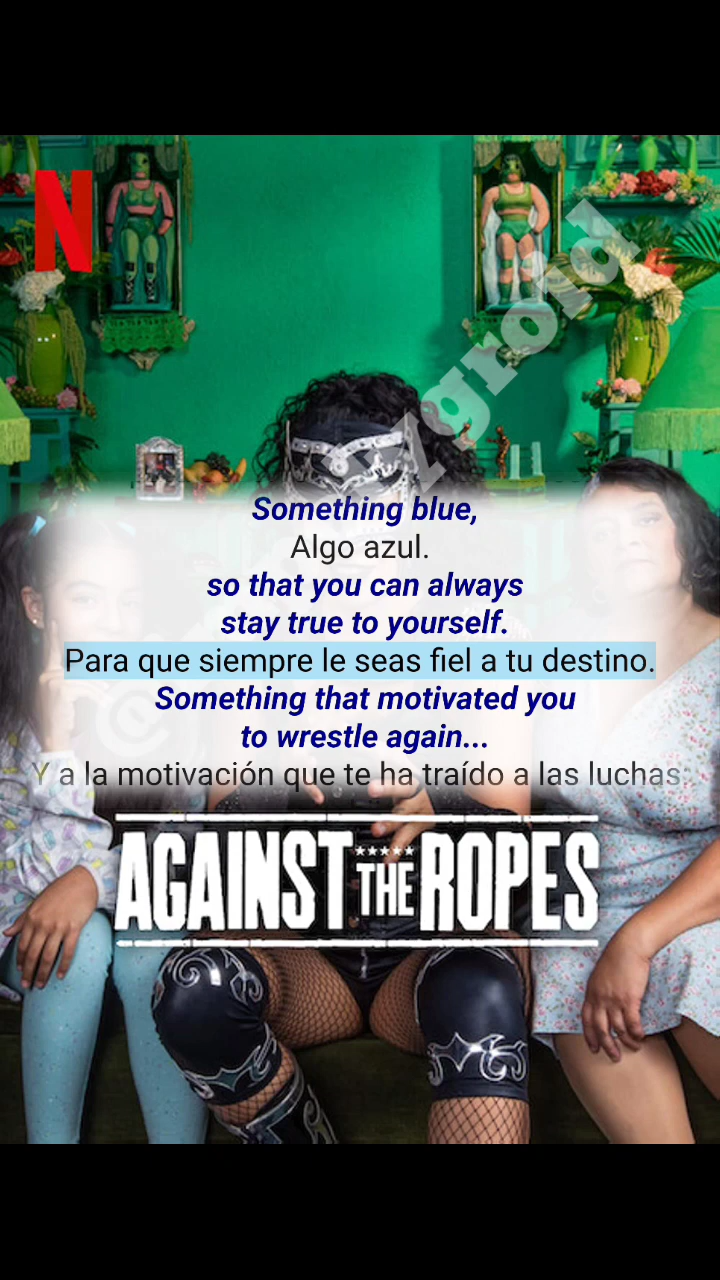 N
Something blue,
Algo azul.
so that you can always
stay true to yourself.
Para que siempre le seas fiel a tu destino.
Something that motivated you
to wrestle again...
Y a la motivación que te ha traído a las luchas
AGAINST THE ROPES